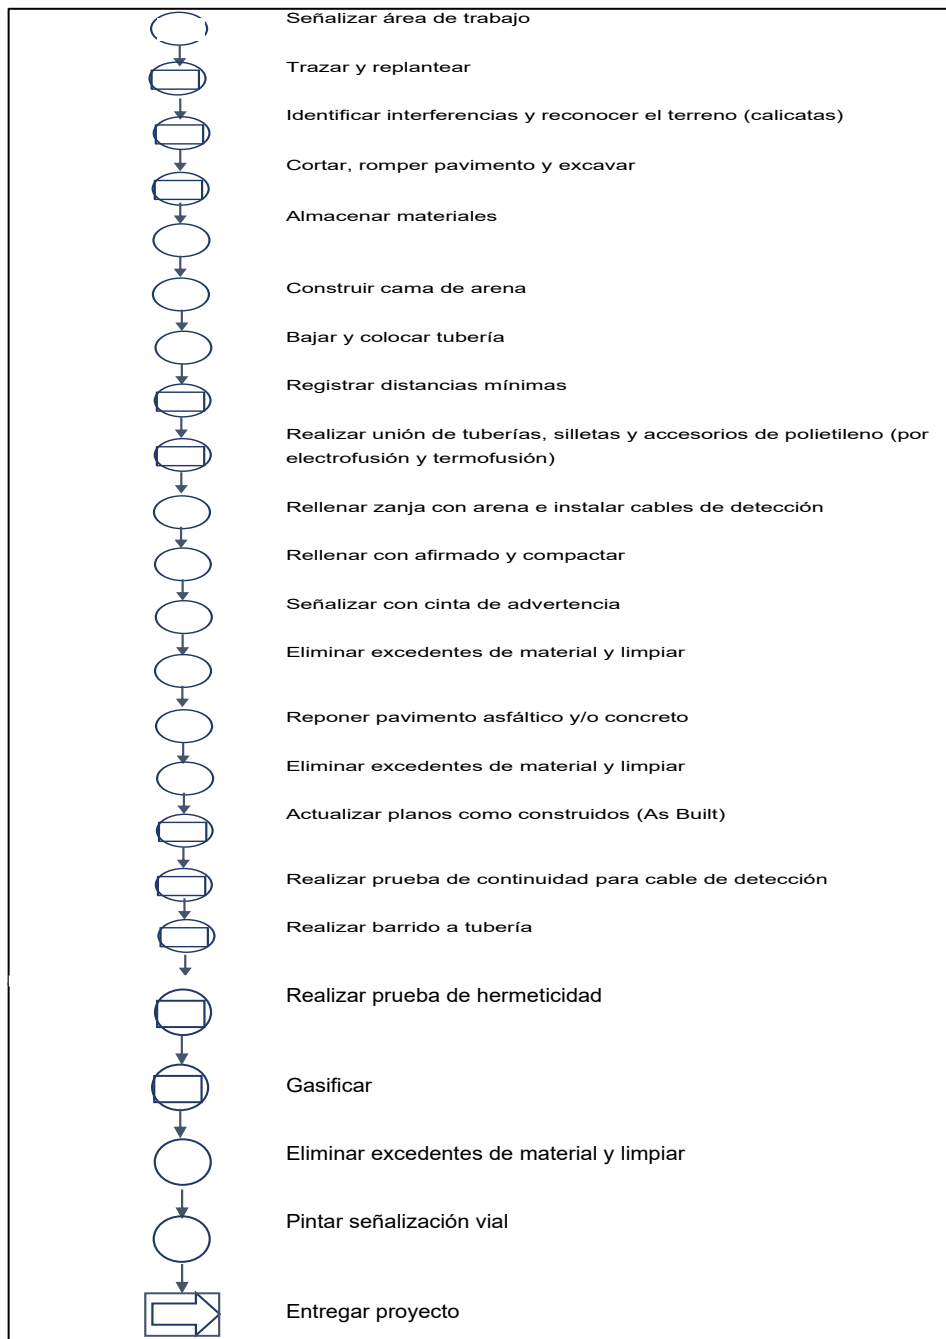 Señalizar área de trabajo
Trazar y replantear
Identificar interferencias y reconocer el terreno (calicatas)
Cortar, romper pavimento y excavar
Almacenar materiales
Construir cama de arena
Bajar y colocar tubería
Registrar distancias mínimas
Realizar unión de tuberías, silletas y accesorios de polietileno (por
electrofusión y termofusión)
Rellenar zanja con arena e instalar cables de detección
Rellenar con afirmado y compactar
Señalizar con cinta de advertencia
Eliminar excedentes de material y limpiar
Reponer pavimento asfáltico y/o concreto
Eliminar excedentes de material y limpiar
Actualizar planos como construidos (As Built)
Realizar prueba de continuidad para cable de detección
Realizar barrido a tubería
Realizar prueba de hermeticidad
Gasificar
Eliminar excedentes de material y limpiar
Pintar señalización vial
Entregar proyecto